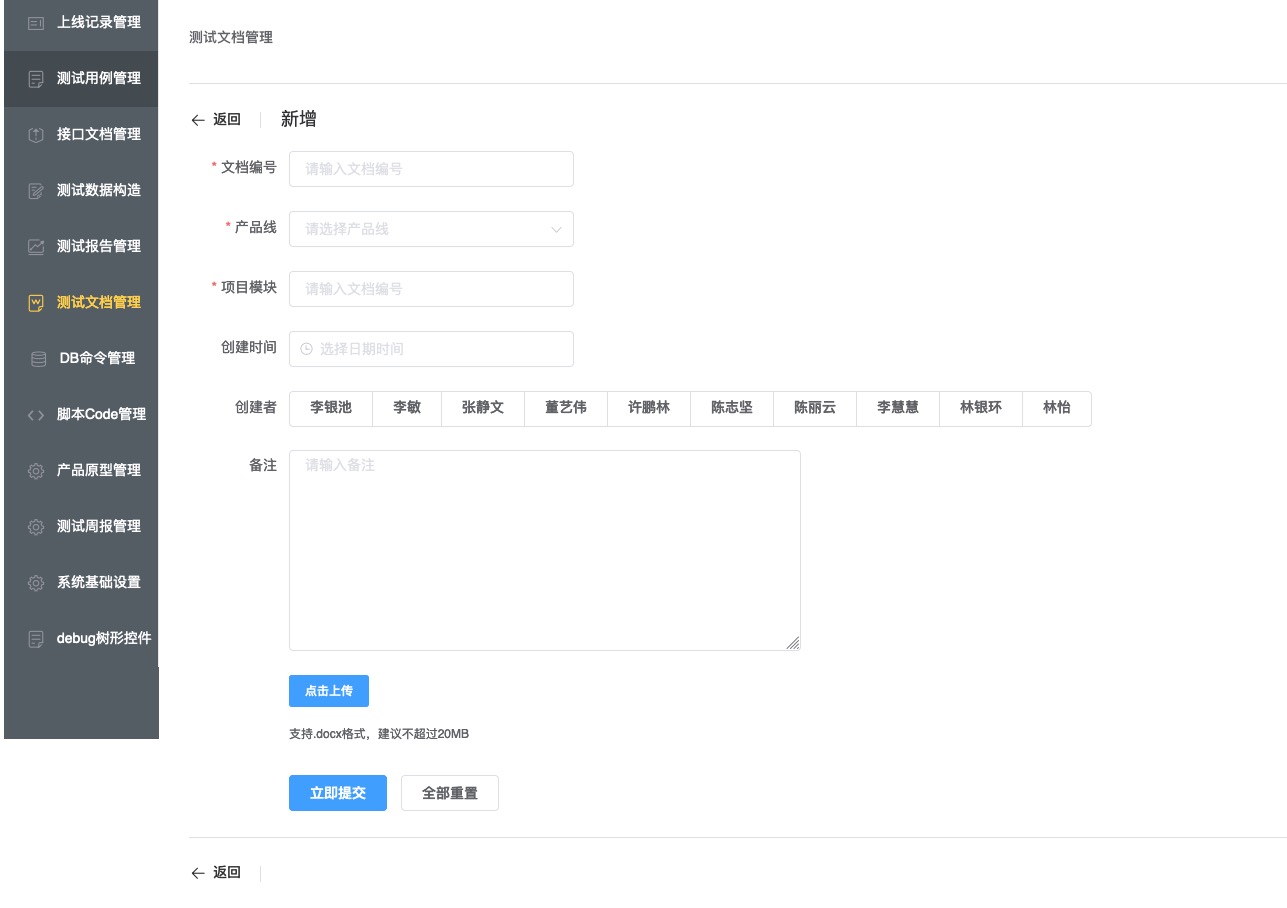 上线记录管理
测试用例管理
接口文档管理
测试数据构造
测试报告管理
测试文档管理
DB命令管理
脚本Code管理
产品原型管理
测试周报管理
系统基础设置
debug树形控件
测试文档管理
返回 新增
* 文档编号 请输入文档编号
* 产品线 请选择产品线
* 项目模块 请输入文档编号
创建时间 选择日期时间
创建者 李银池 李敏 张静文 董艺伟 许鹏林 陈志坚 陈丽云 李慧慧 林银环 林怡
备注 请输入备注
点击上传
支持.docx格式，建议不超过20MB
立即提交 全部重置
返回